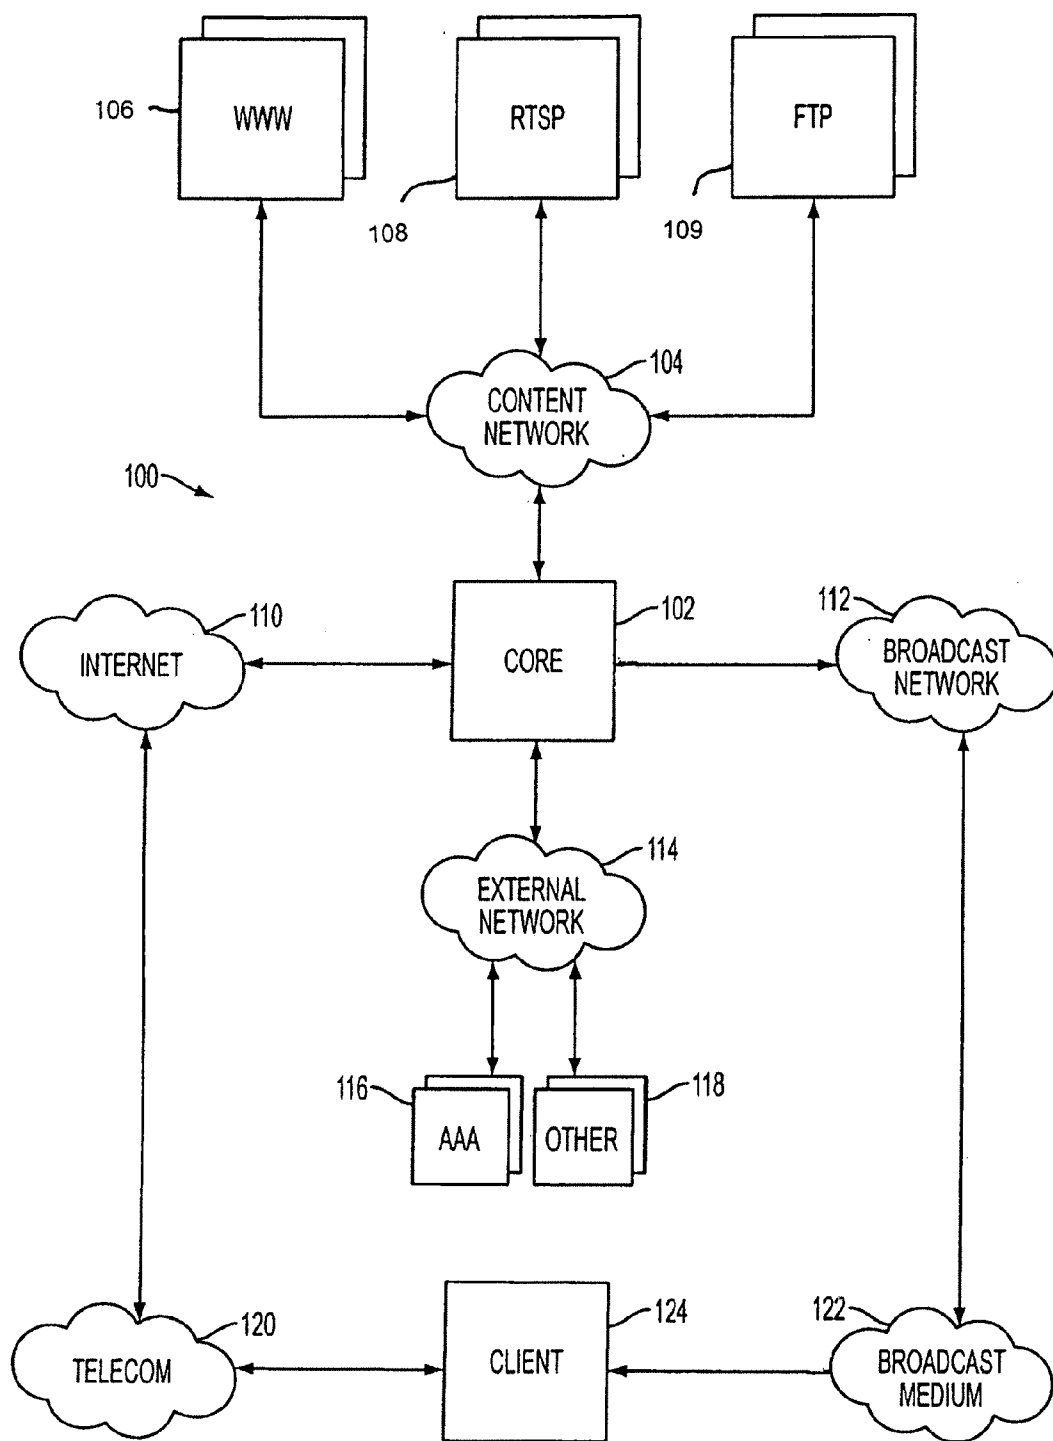 106
WWW
RTSP
FTP
108
109
104
CONTENT
NETWORK
100
102
110
112
INTERNET
CORE
BROADCAST
NETWORK
114
EXTERNAL
NETWORK
116
118
AAA
OTHER
120
124
122
TELECOM
CLIENT
BROADCAST
MEDIUM